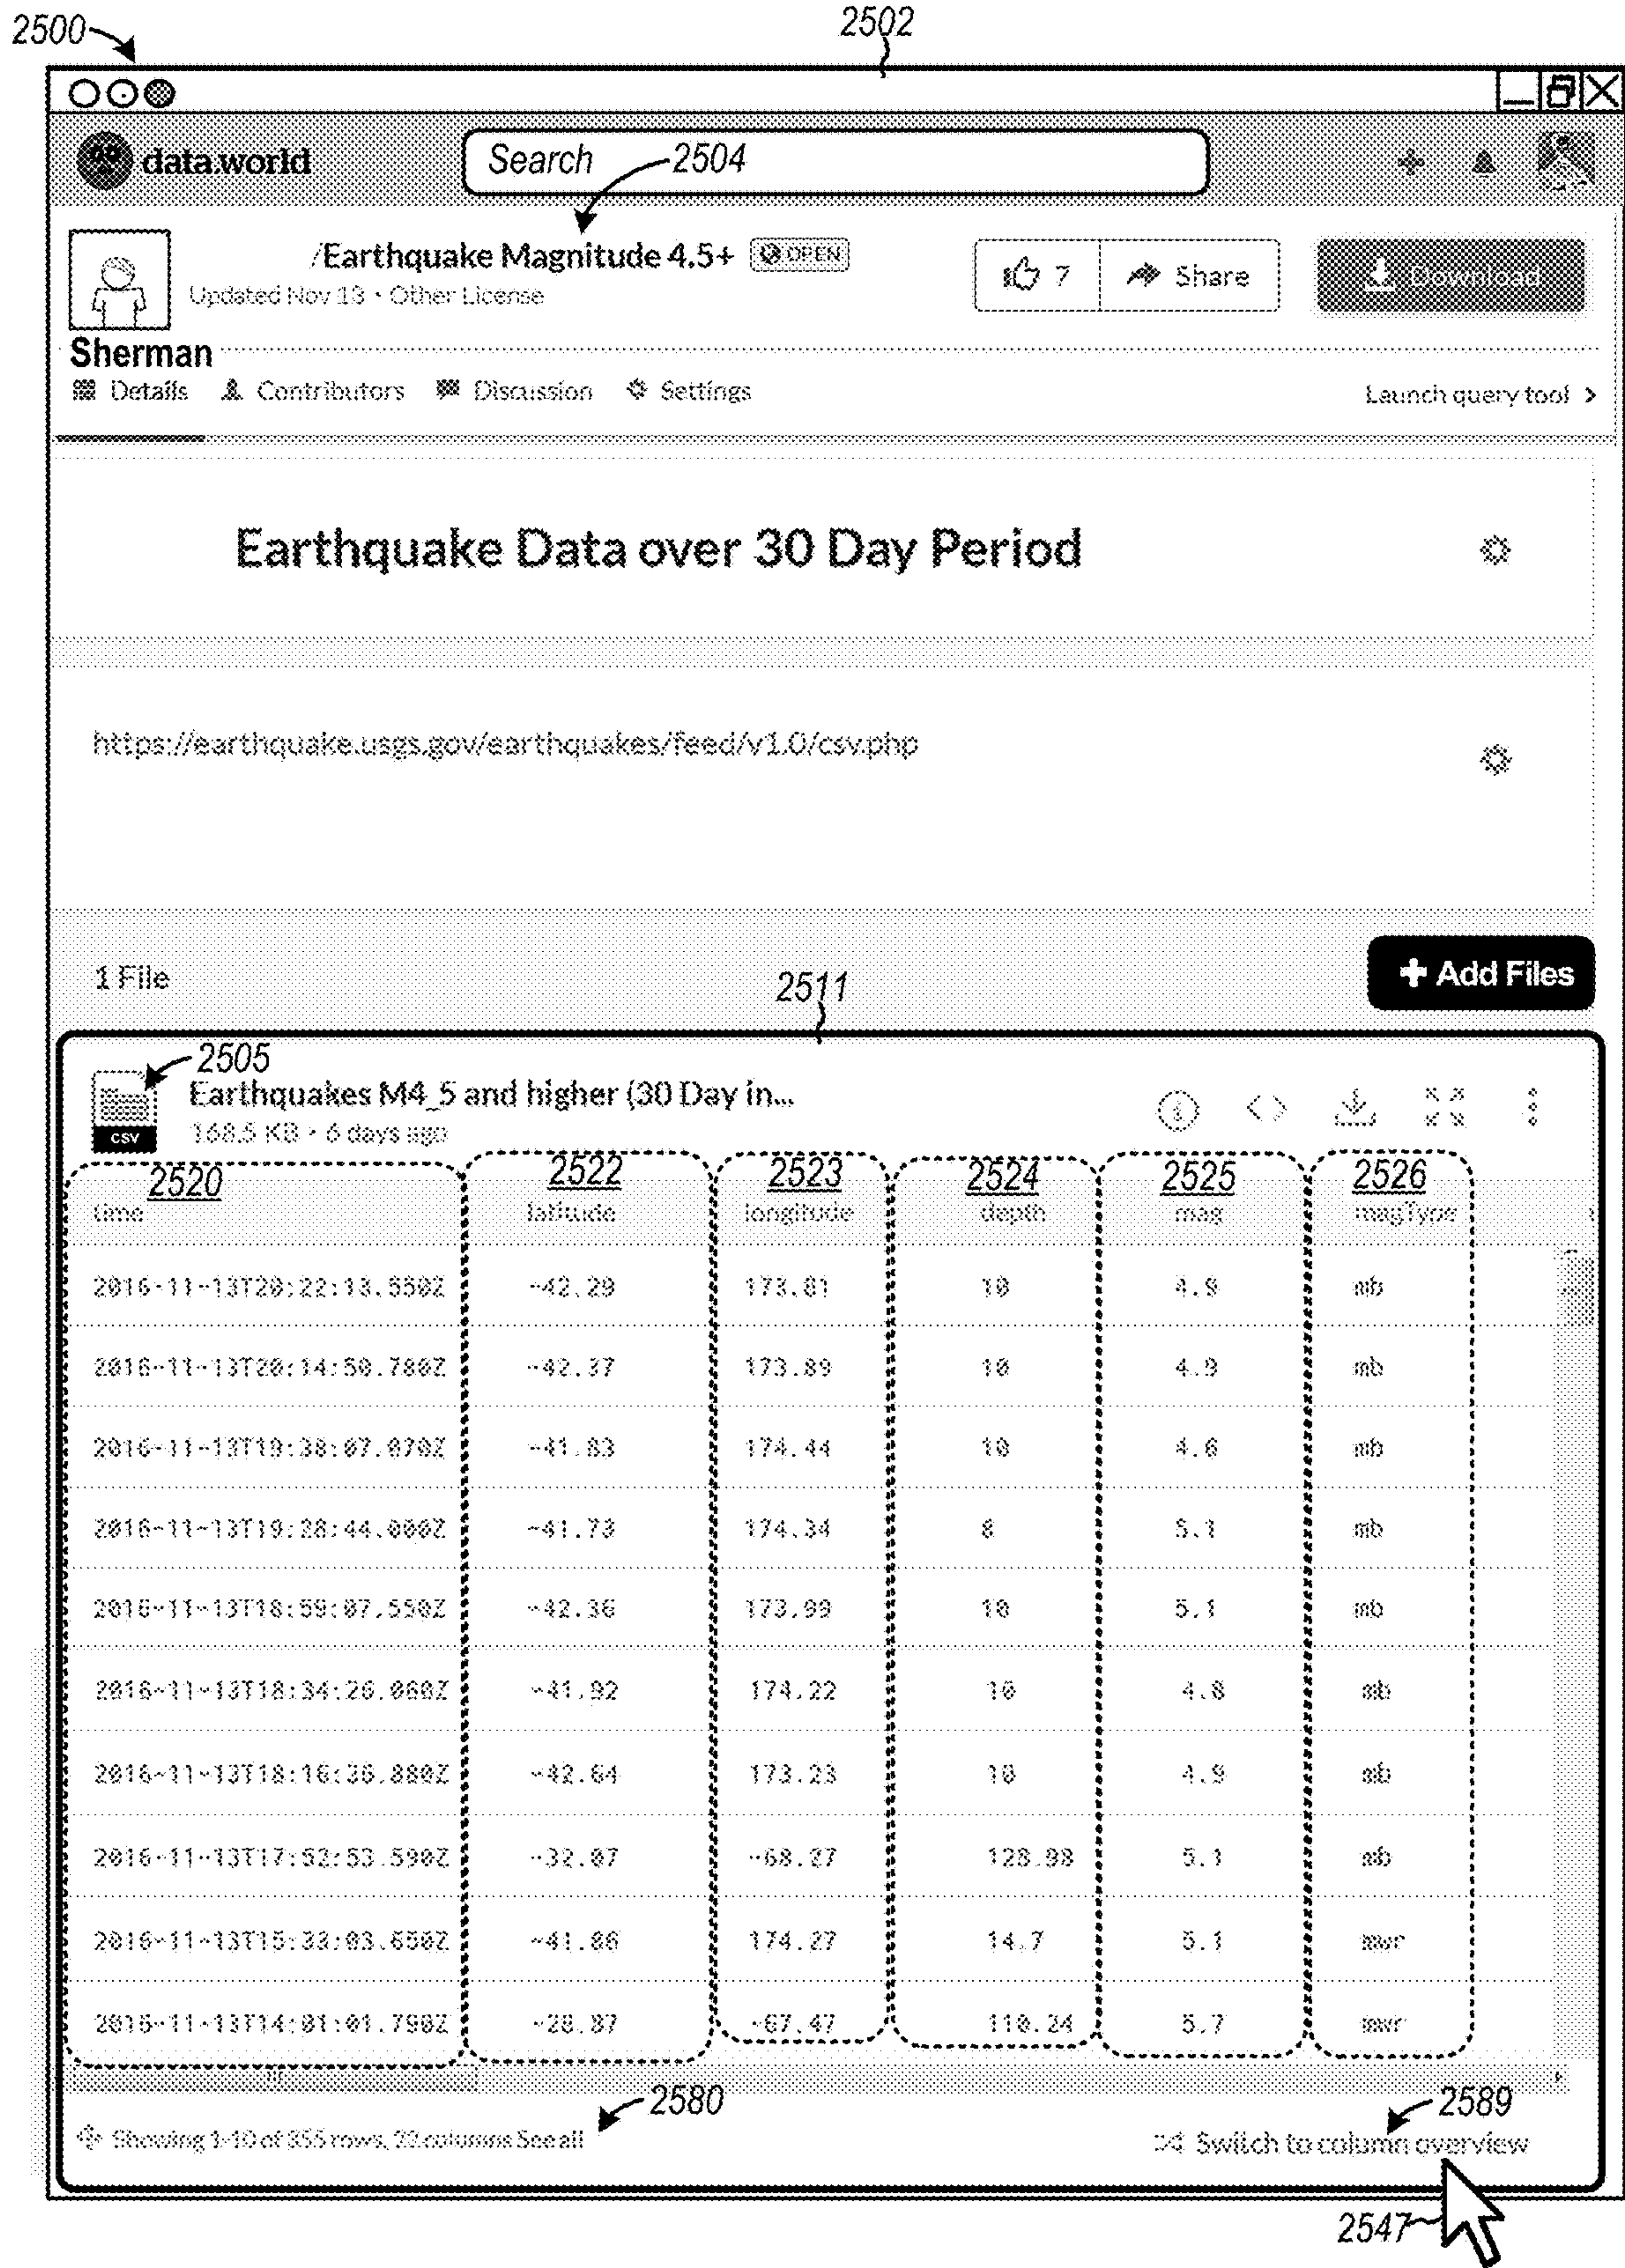 2500
2502
data.world
Search
2504
/Earthquake Magnitude 4.5+ OPEN
Updated Nov 13 • Other License
7
Share
Download
Sherman
Details Contributors Discussion Settings
Launch query tool >
Earthquake Data over 30 Day Period
https://earthquake.usgs.gov/earthquakes/feed/v1.0/csv.php
1 File
2511
+ Add Files
2505
Earthquakes M4_5 and higher (30 Day in...
CSV
168.5 KB • 6 days ago
2520 2522 2523 2524 2525 2526
time latitude longitude depth mag magType
2016-11-13T20:22:13.550Z -42.29 173.81 10 4.9 mb
2016-11-13T20:14:50.780Z -42.37 173.89 10 4.9 mb
2016-11-13T19:38:07.070Z -41.83 174.44 10 4.6 mb
2016-11-13T19:28:44.000Z -41.73 174.34 8 5.1 mb
2016-11-13T18:59:07.550Z -42.36 173.99 10 5.1 mb
2016-11-13T18:34:26.060Z -41.92 174.22 10 4.8 mb
2016-11-13T18:16:36.880Z -42.64 173.23 10 4.9 mb
2016-11-13T17:52:53.590Z -32.07 -68.27 128.98 5.1 mb
2016-11-13T15:33:03.650Z -41.86 174.27 14.7 5.1 mwr
2016-11-13T14:01:01.790Z -28.87 -67.47 110.24 5.7 mwr
2580
2589
Showing 1-10 of 355 rows, 22 columns See all
Switch to column overview
2547